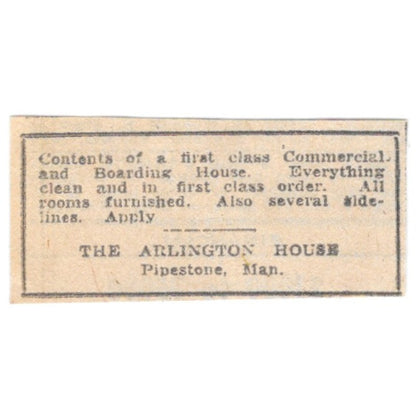 Contents of a first class Commercial
and Boarding House. Everything
clean and in first class order. All
rooms furnished. Also several side-
lines. Apply
THE ARLINGTON HOUSE
Pipestone, Man.